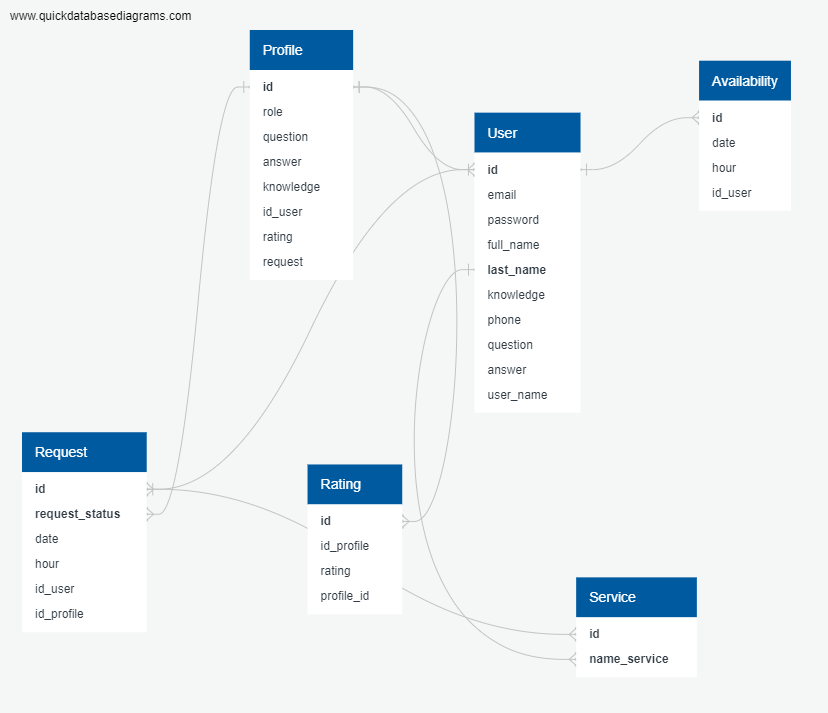 www.quickdatabasediagrams.com
Profile
id
role
question
answer
knowledge
id_user
rating
request
User
id
email
password
full_name
last_name
knowledge
phone
question
answer
user_name
Availability
id
date
hour
id_user
Request
id
request_status
date
hour
id_user
id_profile
Rating
id
id_profile
rating
profile_id
Service
id
name_service